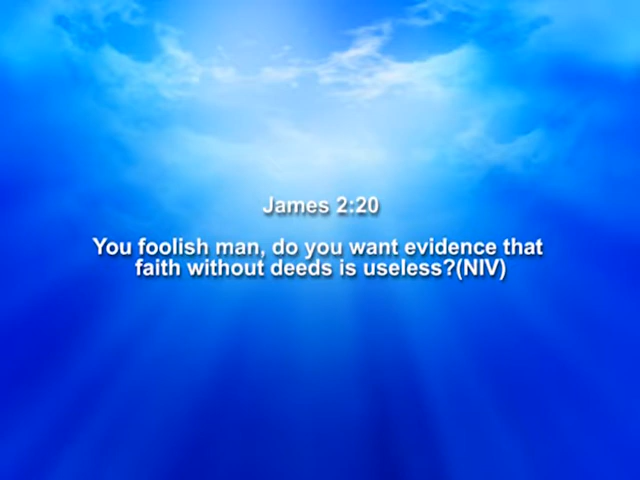 James 2:20
You foolish man, do you want evidence that
faith without deeds is useless?(NIV)